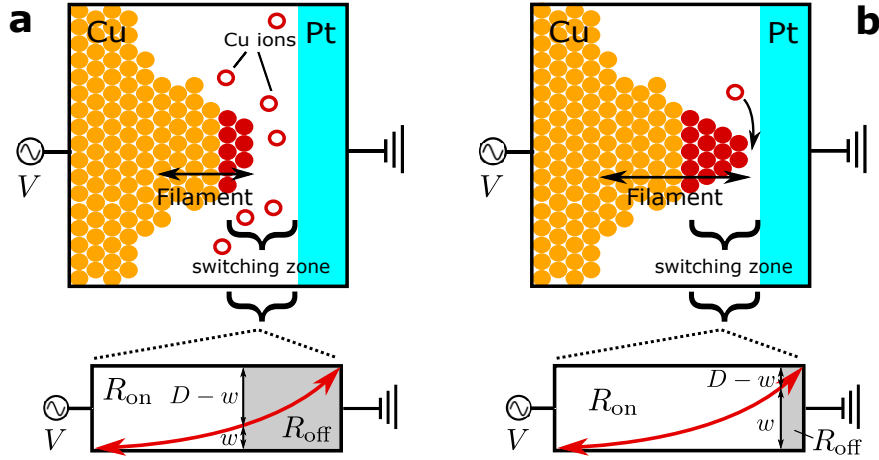 a
Cu
Cu ions
Pt
V
Filament
switching zone
R_on
D − w
w
R_off
V
b
Cu
Pt
V
Filament
switching zone
R_on
D − w
w
R_off
V